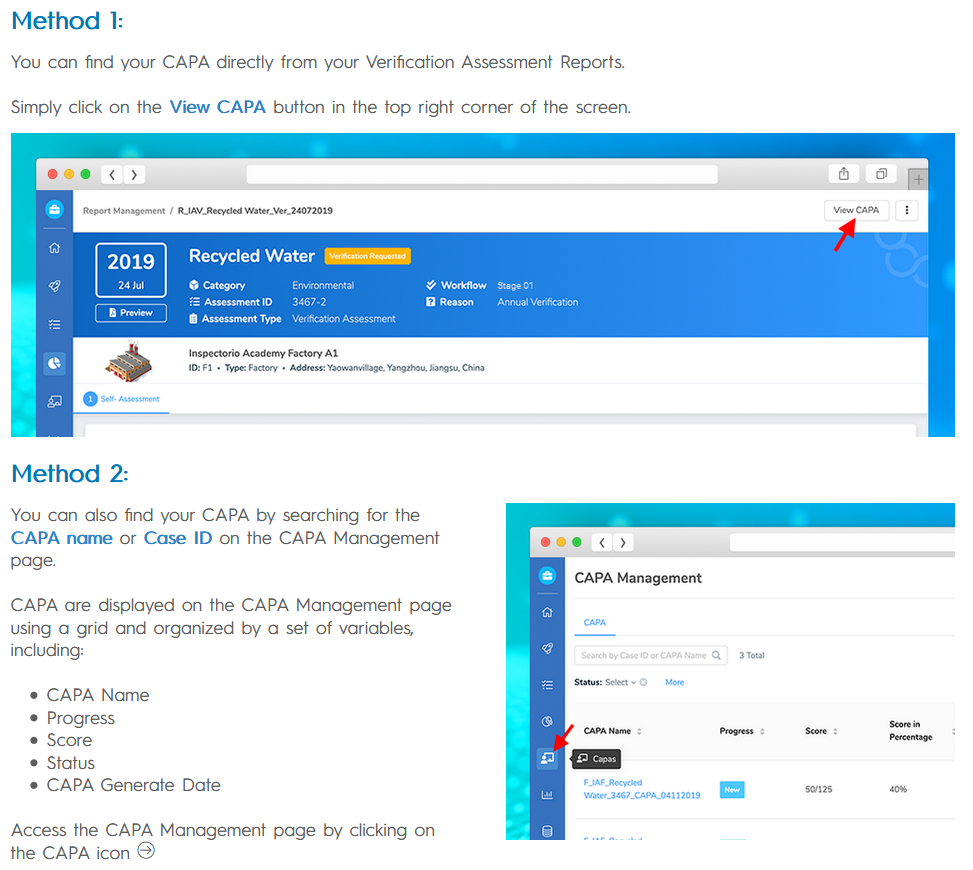 Method 1:
You can find your CAPA directly from your Verification Assessment Reports.
Simply click on the View CAPA button in the top right corner of the screen.
Report Management / R_IAV_Recycled Water_Ver_24072019
View CAPA
2019
24 Jul
Preview
Recycled Water
Verification Requested
Category Environmental
Assessment ID 3467-2
Assessment Type Verification Assessment
Workflow Stage 01
Reason Annual Verification
Inspectorio Academy Factory A1
ID: F1 • Type: Factory • Address: Yaowanvillage, Yangzhou, Jiangsu, China
1 Self- Assessment
Method 2:
You can also find your CAPA by searching for the
CAPA name or Case ID on the CAPA Management
page.
CAPA are displayed on the CAPA Management page
using a grid and organized by a set of variables,
including:
• CAPA Name
• Progress
• Score
• Status
• CAPA Generate Date
Access the CAPA Management page by clicking on
the CAPA icon
CAPA Management
CAPA
Search by Case ID or CAPA Name
3 Total
Status: Select
More
CAPA Name Progress Score Score in
Percentage
Capas
F_IAF_Recycled
Water_3467_CAPA_04112019
New
50/125
40%